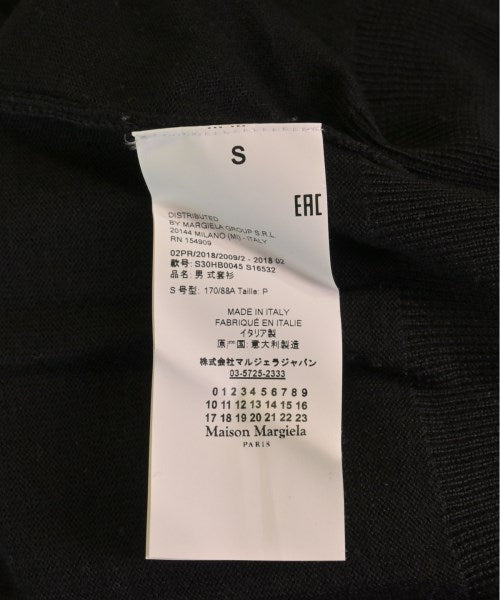 S
EAC
DISTRIBUTED
BY MARGIELA GROUP S.R.L
20144 MILANO (MI) - ITALY
RN 154909
02PR/2018/2009/2 - 2018 02
款号: S30HB0045 S16532
品名: 男式套衫
S 号型: 170/88A Taille: P
MADE IN ITALY
FABRIQUÉ EN ITALIE
イタリア製
原产国: 意大利製造
株式会社マルジェラジャパン
03-5725-2333
0 1 2 3 4 5 6 7 8 9
10 11 12 13 14 15 16
17 18 19 20 21 22 23
Maison Margiela
PARIS